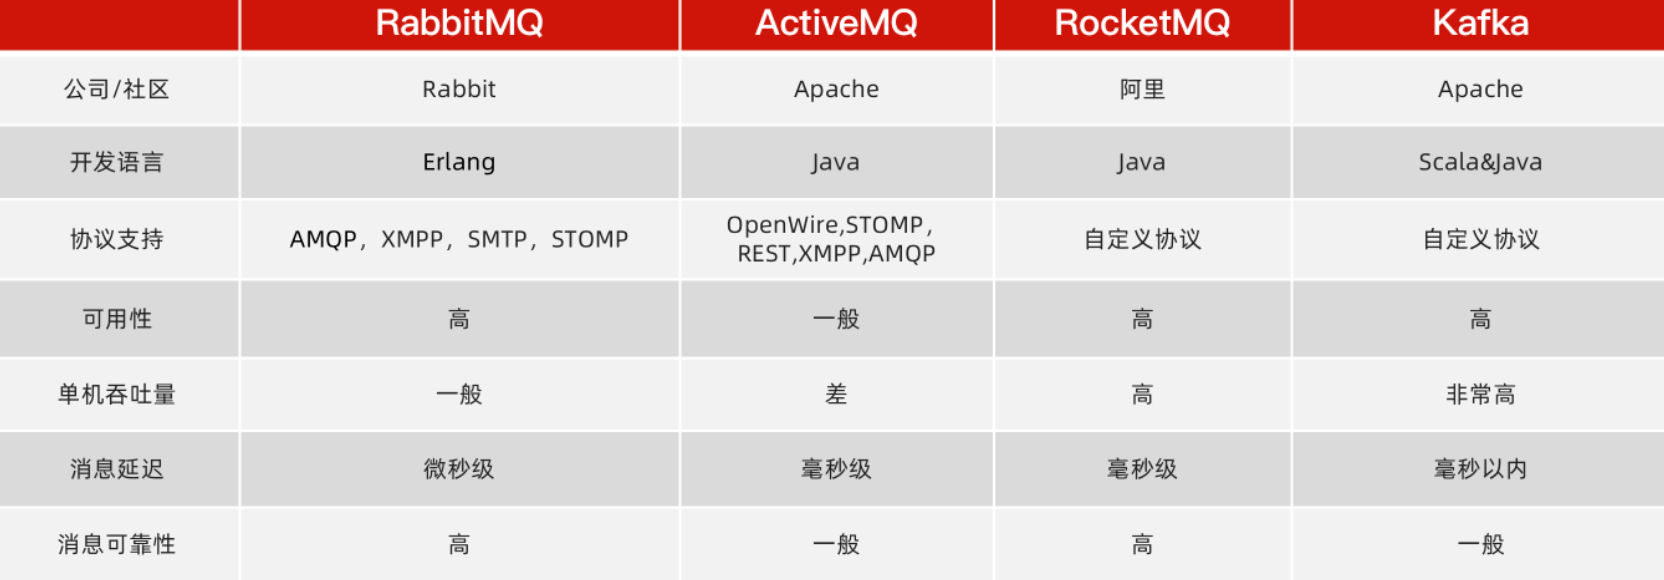 RabbitMQ ActiveMQ RocketMQ Kafka
公司/社区 Rabbit Apache 阿里 Apache
开发语言 Erlang Java Java Scala&Java
协议支持 AMQP，XMPP，SMTP，STOMP OpenWire,STOMP，REST,XMPP,AMQP 自定义协议 自定义协议
可用性 高 一般 高 高
单机吞吐量 一般 差 高 非常高
消息延迟 微秒级 毫秒级 毫秒级 毫秒以内
消息可靠性 高 一般 高 一般